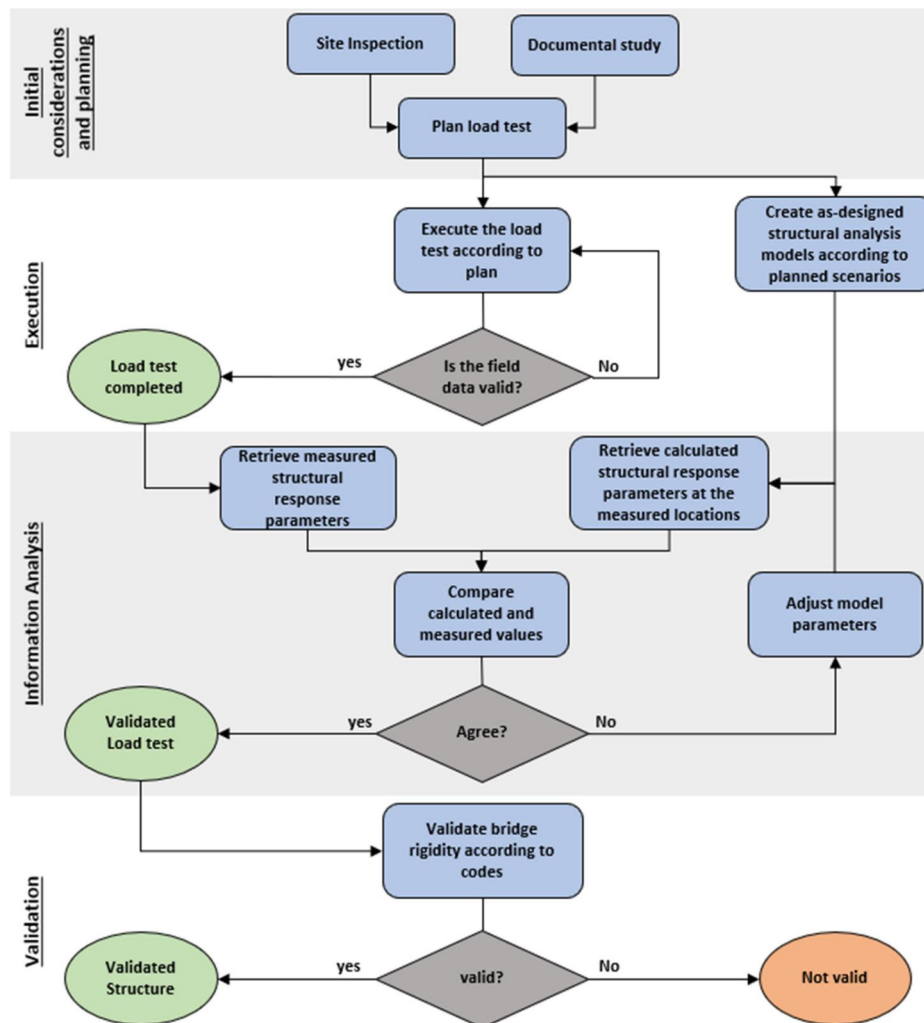 Initial
considerations
and planning
Site Inspection
Documental study
Plan load test
Execution
Execute the load
test according to
plan
Create as-designed
structural analysis
models according to
planned scenarios
Is the field
data valid?
yes
No
Load test
completed
Information Analysis
Retrieve measured
structural
response
parameters
Retrieve calculated
structural response
parameters at the
measured locations
Compare
calculated and
measured values
Adjust model
parameters
Agree?
yes
No
Validated
Load test
Validation
Validate bridge
rigidity according to
codes
valid?
yes
No
Validated
Structure
Not valid